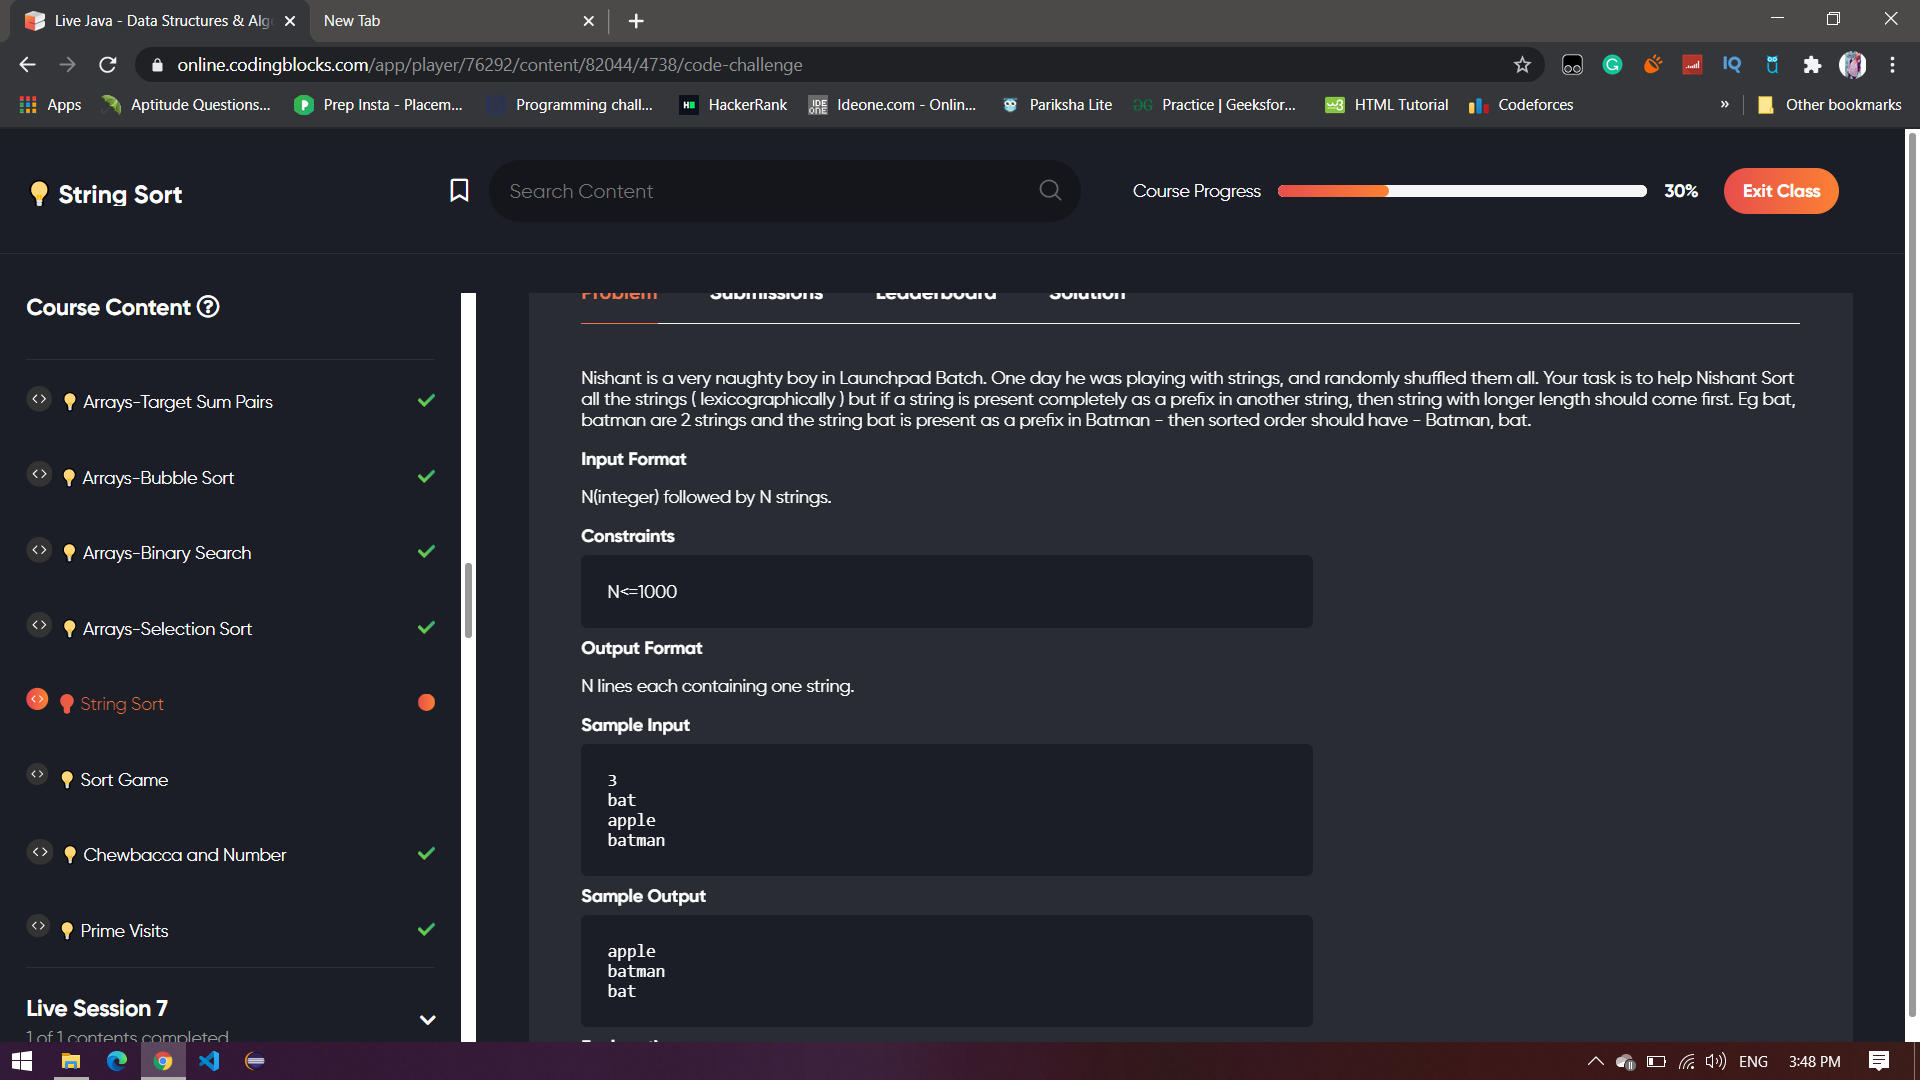 Live Java - Data Structures & Alg
New Tab
online.codingblocks.com/app/player/76292/content/82044/4738/code-challenge
Apps
Aptitude Questions...
Prep Insta - Placem...
Programming chall...
HackerRank
Ideone.com - Onlin...
Pariksha Lite
Practice | Geeksfor...
HTML Tutorial
Codeforces
»
Other bookmarks
String Sort
Search Content
Course Progress
30%
Exit Class
Course Content
Problem
Submissions
Leaderboard
Solution
Arrays-Target Sum Pairs
Arrays-Bubble Sort
Arrays-Binary Search
Arrays-Selection Sort
String Sort
Sort Game
Chewbacca and Number
Prime Visits
Live Session 7
1 of 1 contents completed
Nishant is a very naughty boy in Launchpad Batch. One day he was playing with strings, and randomly shuffled them all. Your task is to help Nishant Sort
all the strings ( lexicographically ) but if a string is present completely as a prefix in another string, then string with longer length should come first. Eg bat,
batman are 2 strings and the string bat is present as a prefix in Batman - then sorted order should have - Batman, bat.
Input Format
N(integer) followed by N strings.
Constraints
N<=1000
Output Format
N lines each containing one string.
Sample Input
3
bat
apple
batman
Sample Output
apple
batman
bat
ENG
3:48 PM